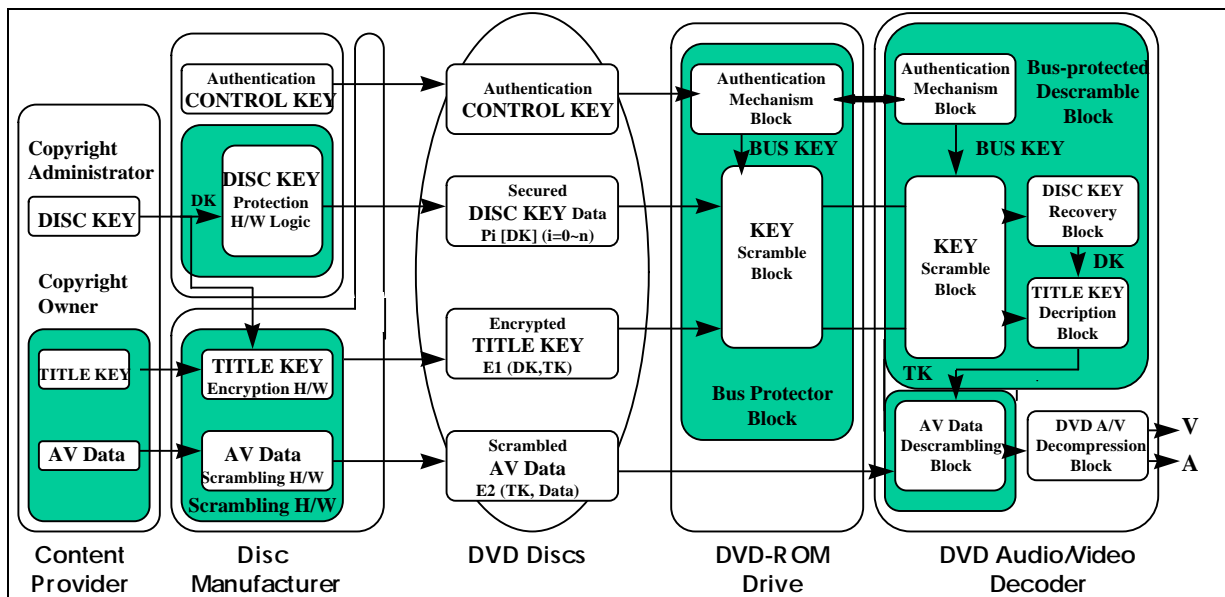 Copyright
Administrator
DISC KEY
Copyright
Owner
TITLE KEY
AV Data
Content
Provider
Authentication
CONTROL KEY
DK
DISC KEY
Protection
H/W Logic
TITLE KEY
Encryption H/W
AV Data
Scrambling H/W
Scrambling H/W
Disc
Manufacturer
Authentication
CONTROL KEY
Secured
DISC KEY Data
Pi [DK] (i=0~n)
Encrypted
TITLE KEY
E1 (DK,TK)
Scrambled
AV Data
E2 (TK, Data)
DVD Discs
Authentication
Mechanism
Block
BUS KEY
KEY
Scramble
Block
Bus Protector
Block
DVD-ROM
Drive
Authentication
Mechanism
Block
Bus-protected
Descramble
Block
BUS KEY
KEY
Scramble
Block
DISC KEY
Recovery
Block
DK
TITLE KEY
Decription
Block
TK
AV Data
Descrambling
Block
DVD A/V
Decompression
Block
V
A
DVD Audio/Video
Decoder